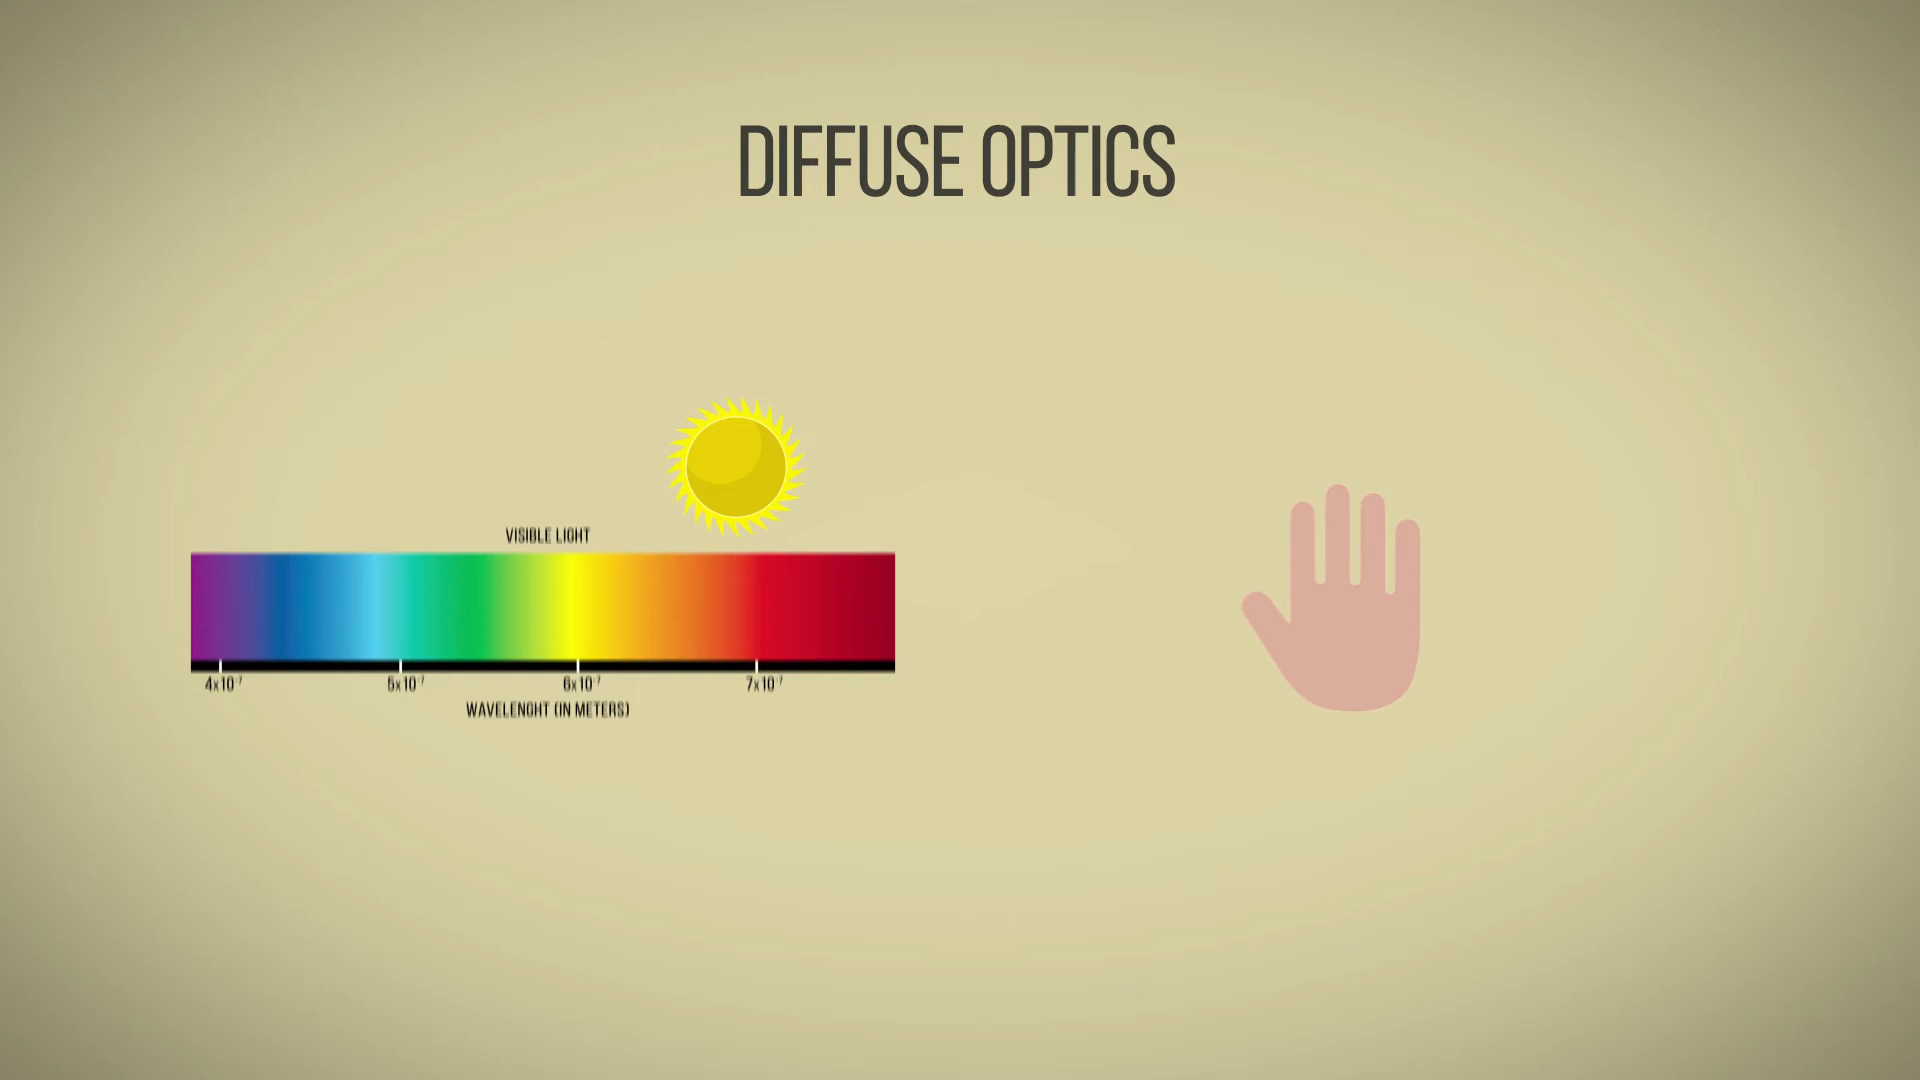 DIFFUSE OPTICS
VISIBLE LIGHT
4x10⁻⁷ 5x10⁻⁷ 6x10⁻⁷ 7x10⁻⁷
WAVELENGHT (IN METERS)